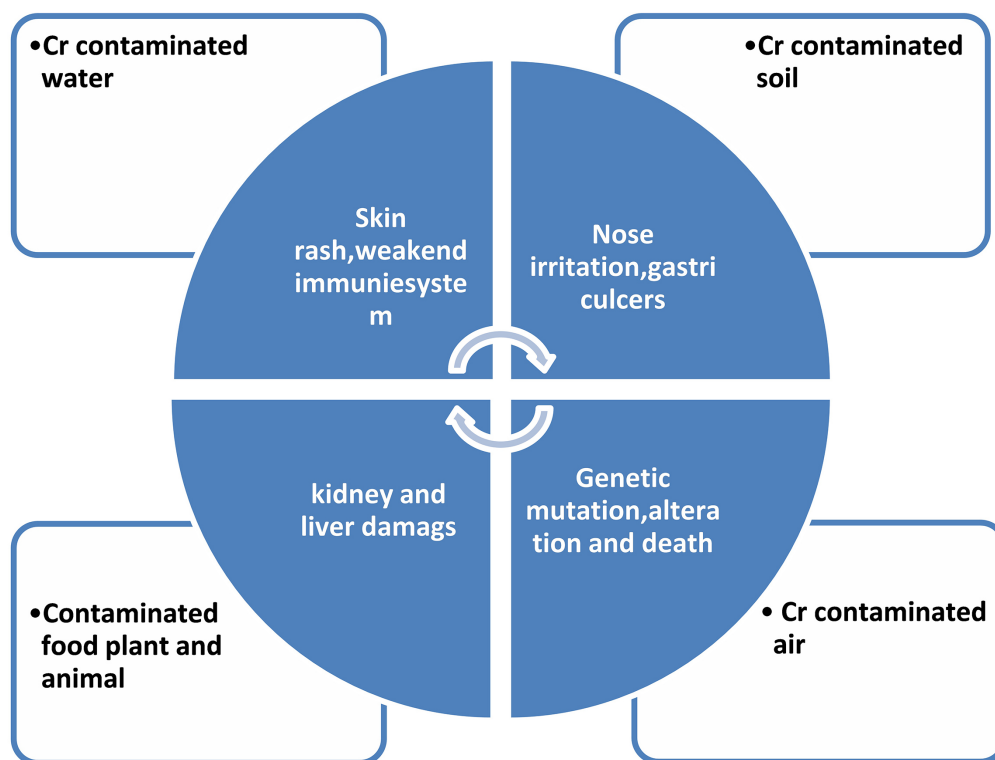 •Cr contaminated
water
•Cr contaminated
soil
Skin
rash,weakend
immuniesyste
m
Nose
irritation,gastri
culcers
kidney and
liver damags
Genetic
mutation,altera
tion and death
•Contaminated
food plant and
animal
• Cr contaminated
air